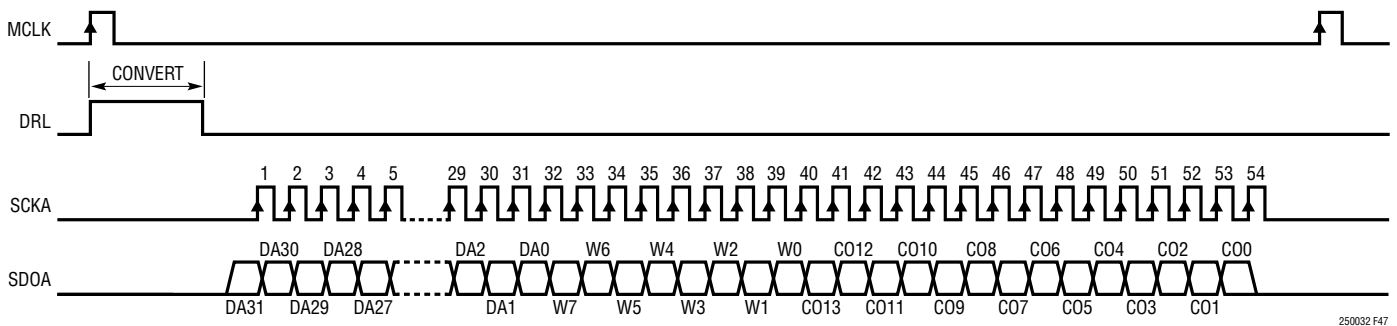 MCLK
CONVERT
DRL
1 2 3 4 5 29 30 31 32 33 34 35 36 37 38 39 40 41 42 43 44 45 46 47 48 49 50 51 52 53 54
SCKA
DA30 DA28 DA2 DA0 W6 W4 W2 W0 CO12 CO10 CO8 CO6 CO4 CO2 CO0
SDOA
DA31 DA29 DA27 DA1 W7 W5 W3 W1 CO13 CO11 CO9 CO7 CO5 CO3 CO1
250032 F47